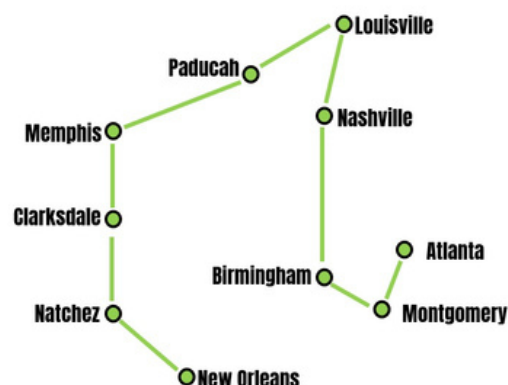 Louisville
Paducah
Nashville
Memphis
Clarksdale
Atlanta
Birmingham
Natchez
Montgomery
New Orleans